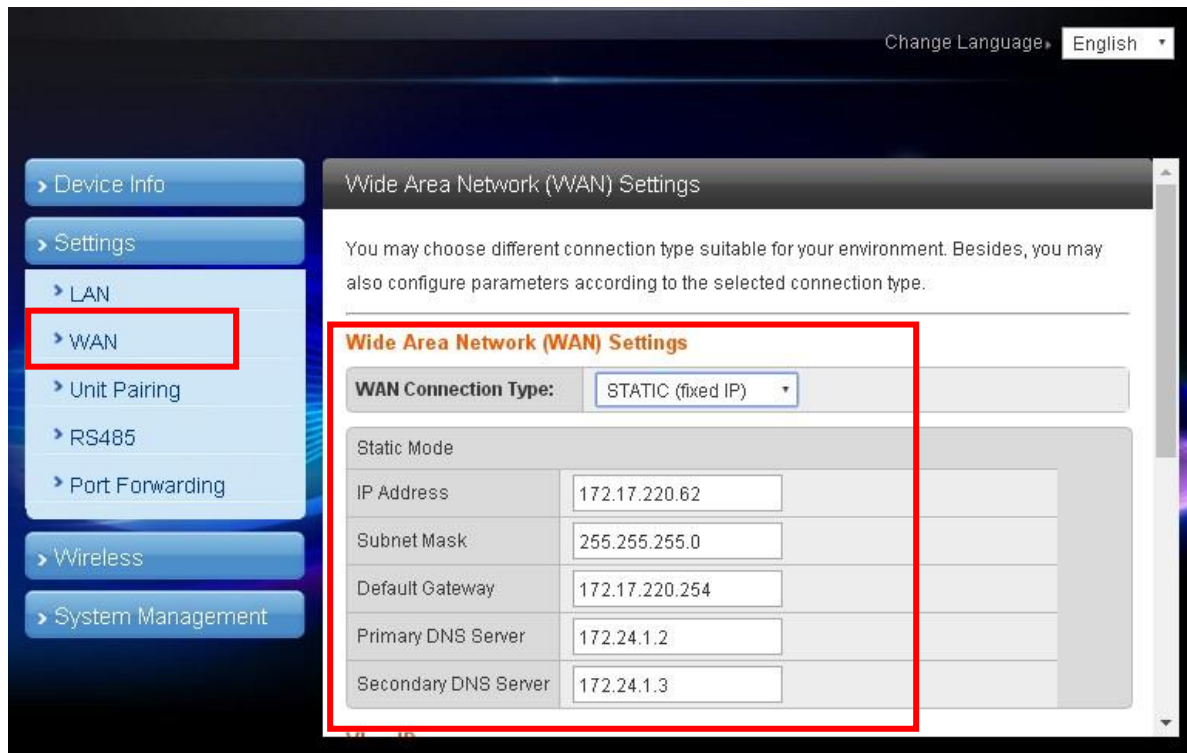 Change Language
English
Device Info
Settings
LAN
WAN
Unit Pairing
RS485
Port Forwarding
Wireless
System Management
Wide Area Network (WAN) Settings
You may choose different connection type suitable for your environment. Besides, you may
also configure parameters according to the selected connection type.
Wide Area Network (WAN) Settings
WAN Connection Type: STATIC (fixed IP)
Static Mode
IP Address 172.17.220.62
Subnet Mask 255.255.255.0
Default Gateway 172.17.220.254
Primary DNS Server 172.24.1.2
Secondary DNS Server 172.24.1.3